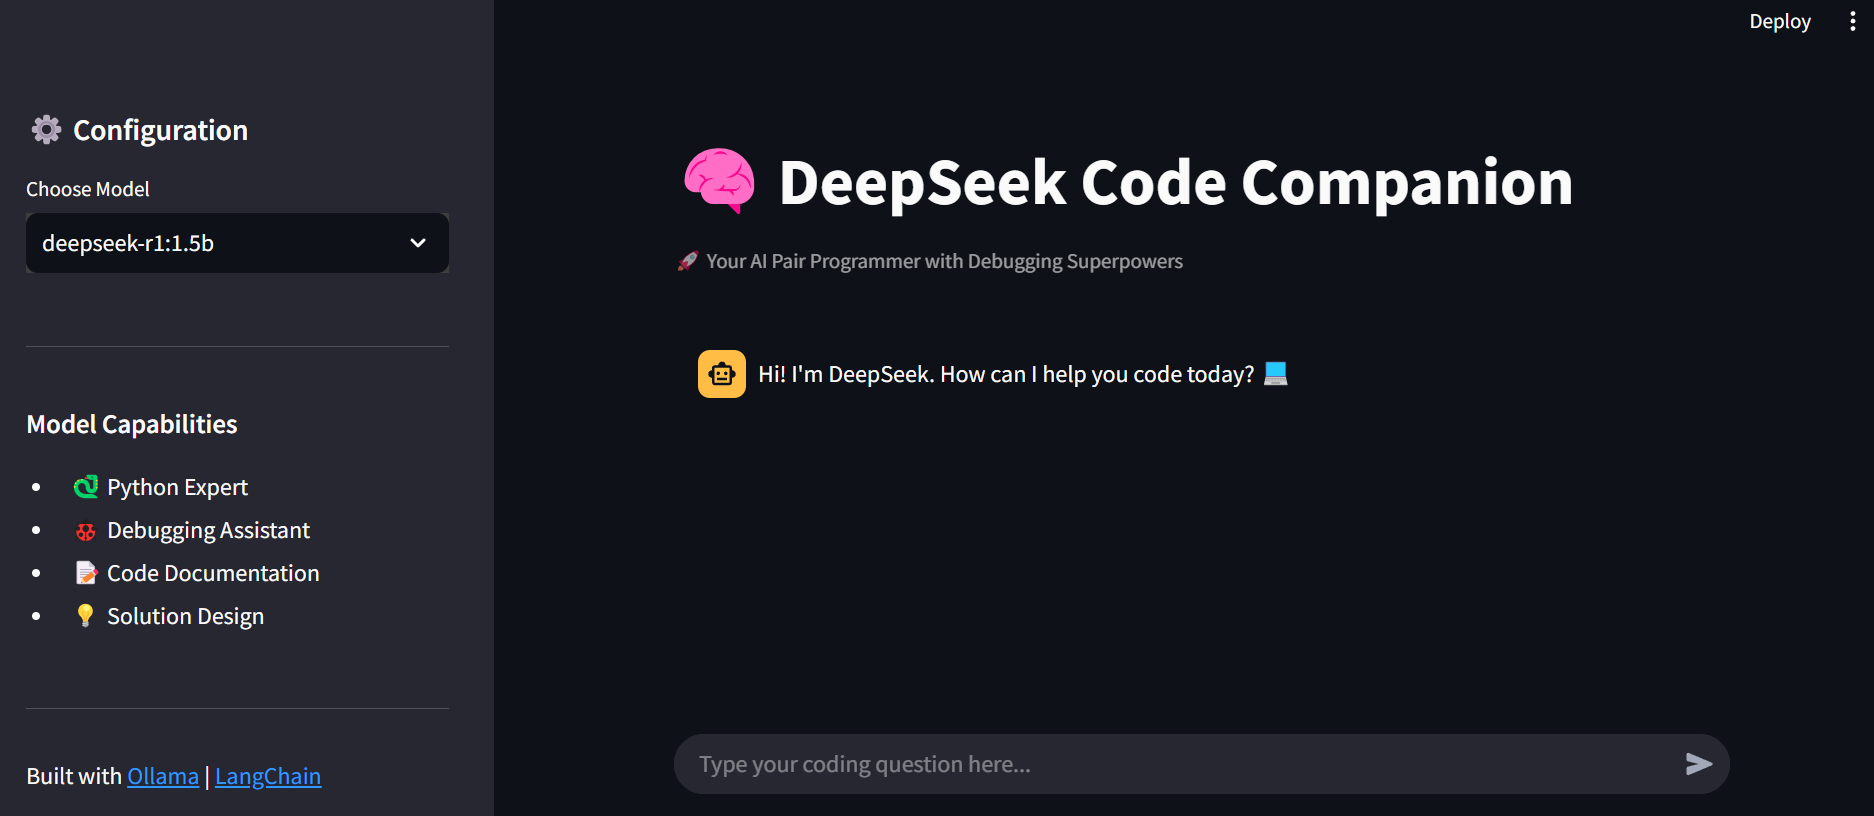 Deploy
⚙️ Configuration
Choose Model
deepseek-r1:1.5b
Model Capabilities
• 🐍 Python Expert
• 🐞 Debugging Assistant
• 📝 Code Documentation
• 💡 Solution Design
Built with Ollama | LangChain
🧠 DeepSeek Code Companion
🚀 Your AI Pair Programmer with Debugging Superpowers
Hi! I'm DeepSeek. How can I help you code today? 💻
Type your coding question here...